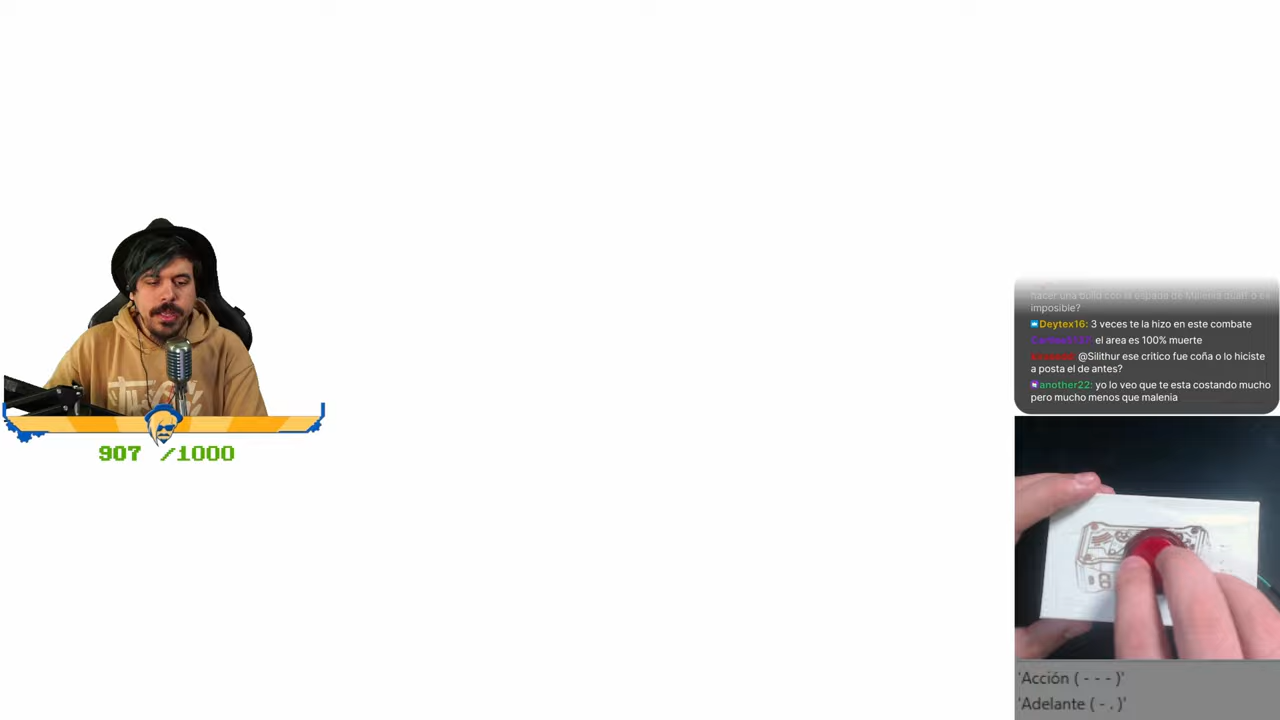 imposible?
Deytex16: 3 veces te la hizo en este combate
el area es 100% muerte
@Silithur ese critico fue coña o lo hiciste
a posta el de antes?
another22: yo lo veo que te esta costando mucho
pero mucho menos que malenia
907 /1000
'Acción ( - - - )'
'Adelante ( - . )'